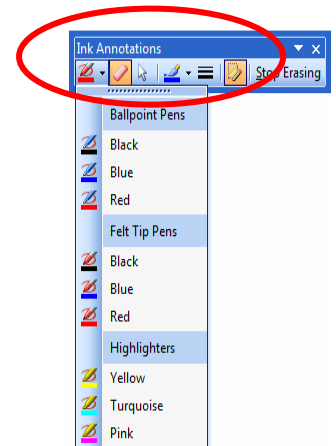 Ink Annotations
Stop Erasing
Ballpoint Pens
Black
Blue
Red
Felt Tip Pens
Black
Blue
Red
Highlighters
Yellow
Turquoise
Pink